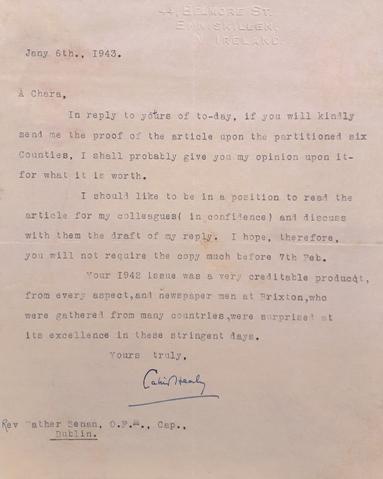 44, BELMORE ST.
ENNISKILLEN,
N. IRELAND.
Jany 6th., 1943.
A Chara,
In reply to yours of to-day, if you will kindly
send me the proof of the article upon the partitioned six
Counties, I shall probably give you my opinion upon it-
for what it is worth.
I should like to be in a position to read the
article for my colleagues( in confidence) and discuss
with them the draft of my reply. I hope, therefore,
you will not require the copy much before 7th Feb.
Your 1942 issue was a very creditable product,
from every aspect,and newspaper men at Brixton,who
were gathered from many countries,were surprised at
its excellence in these stringent days.
Yours truly,
Cahir Healy
Rev Father Senan, O.F.M., Cap.,
Dublin.